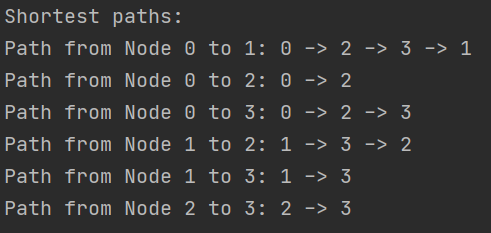 Shortest paths:
Path from Node 0 to 1: 0 -> 2 -> 3 -> 1
Path from Node 0 to 2: 0 -> 2
Path from Node 0 to 3: 0 -> 2 -> 3
Path from Node 1 to 2: 1 -> 3 -> 2
Path from Node 1 to 3: 1 -> 3
Path from Node 2 to 3: 2 -> 3